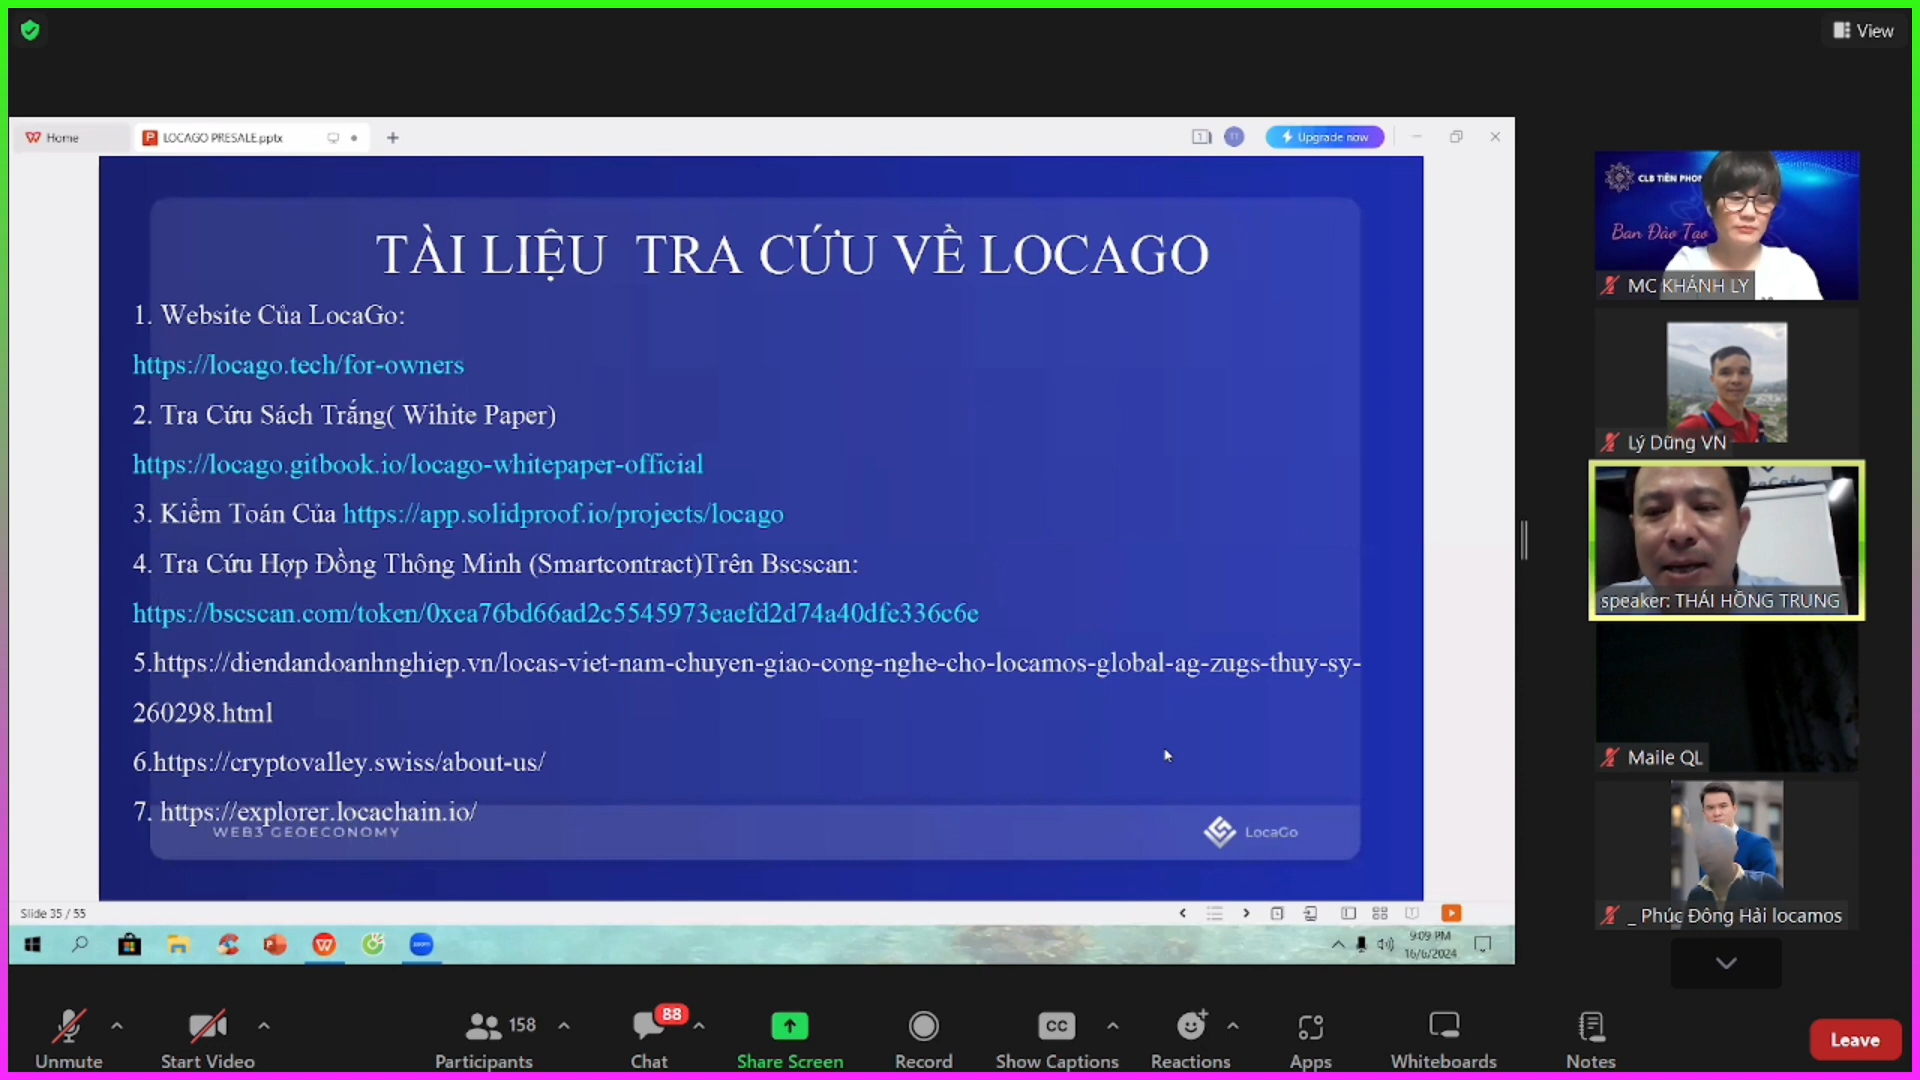 View
Home
LOCAGO PRESALE.pptx
Upgrade now
TÀI LIỆU TRA CỨU VỀ LOCAGO
1. Website Của LocaGo:
https://locago.tech/for-owners
2. Tra Cứu Sách Trắng( Wihite Paper)
https://locago.gitbook.io/locago-whitepaper-official
3. Kiểm Toán Của https://app.solidproof.io/projects/locago
4. Tra Cứu Hợp Đồng Thông Minh (Smartcontract)Trên Bscscan:
https://bscscan.com/token/0xea76bd66ad2c5545973eaefd2d74a40dfe336c6e
5.https://diendandoanhnghiep.vn/locas-viet-nam-chuyen-giao-cong-nghe-cho-locamos-global-ag-zugs-thuy-sy-
260298.html
6.https://cryptovalley.swiss/about-us/
7. https://explorer.locachain.io/
WEB3 GEOECONOMY
LocaGo
Slide 35 / 55
9:09 PM
16/6/2024
CLB TIÊN PHON
Ban Đào Tạo
MC KHÁNH LY
Lý Dũng VN
speaker: THÁI HỒNG TRUNG
Maile QL
_ Phúc Đông Hải locamos
Unmute
Start Video
158
Participants
88
Chat
Share Screen
Record
CC
Show Captions
Reactions
Apps
Whiteboards
Notes
Leave